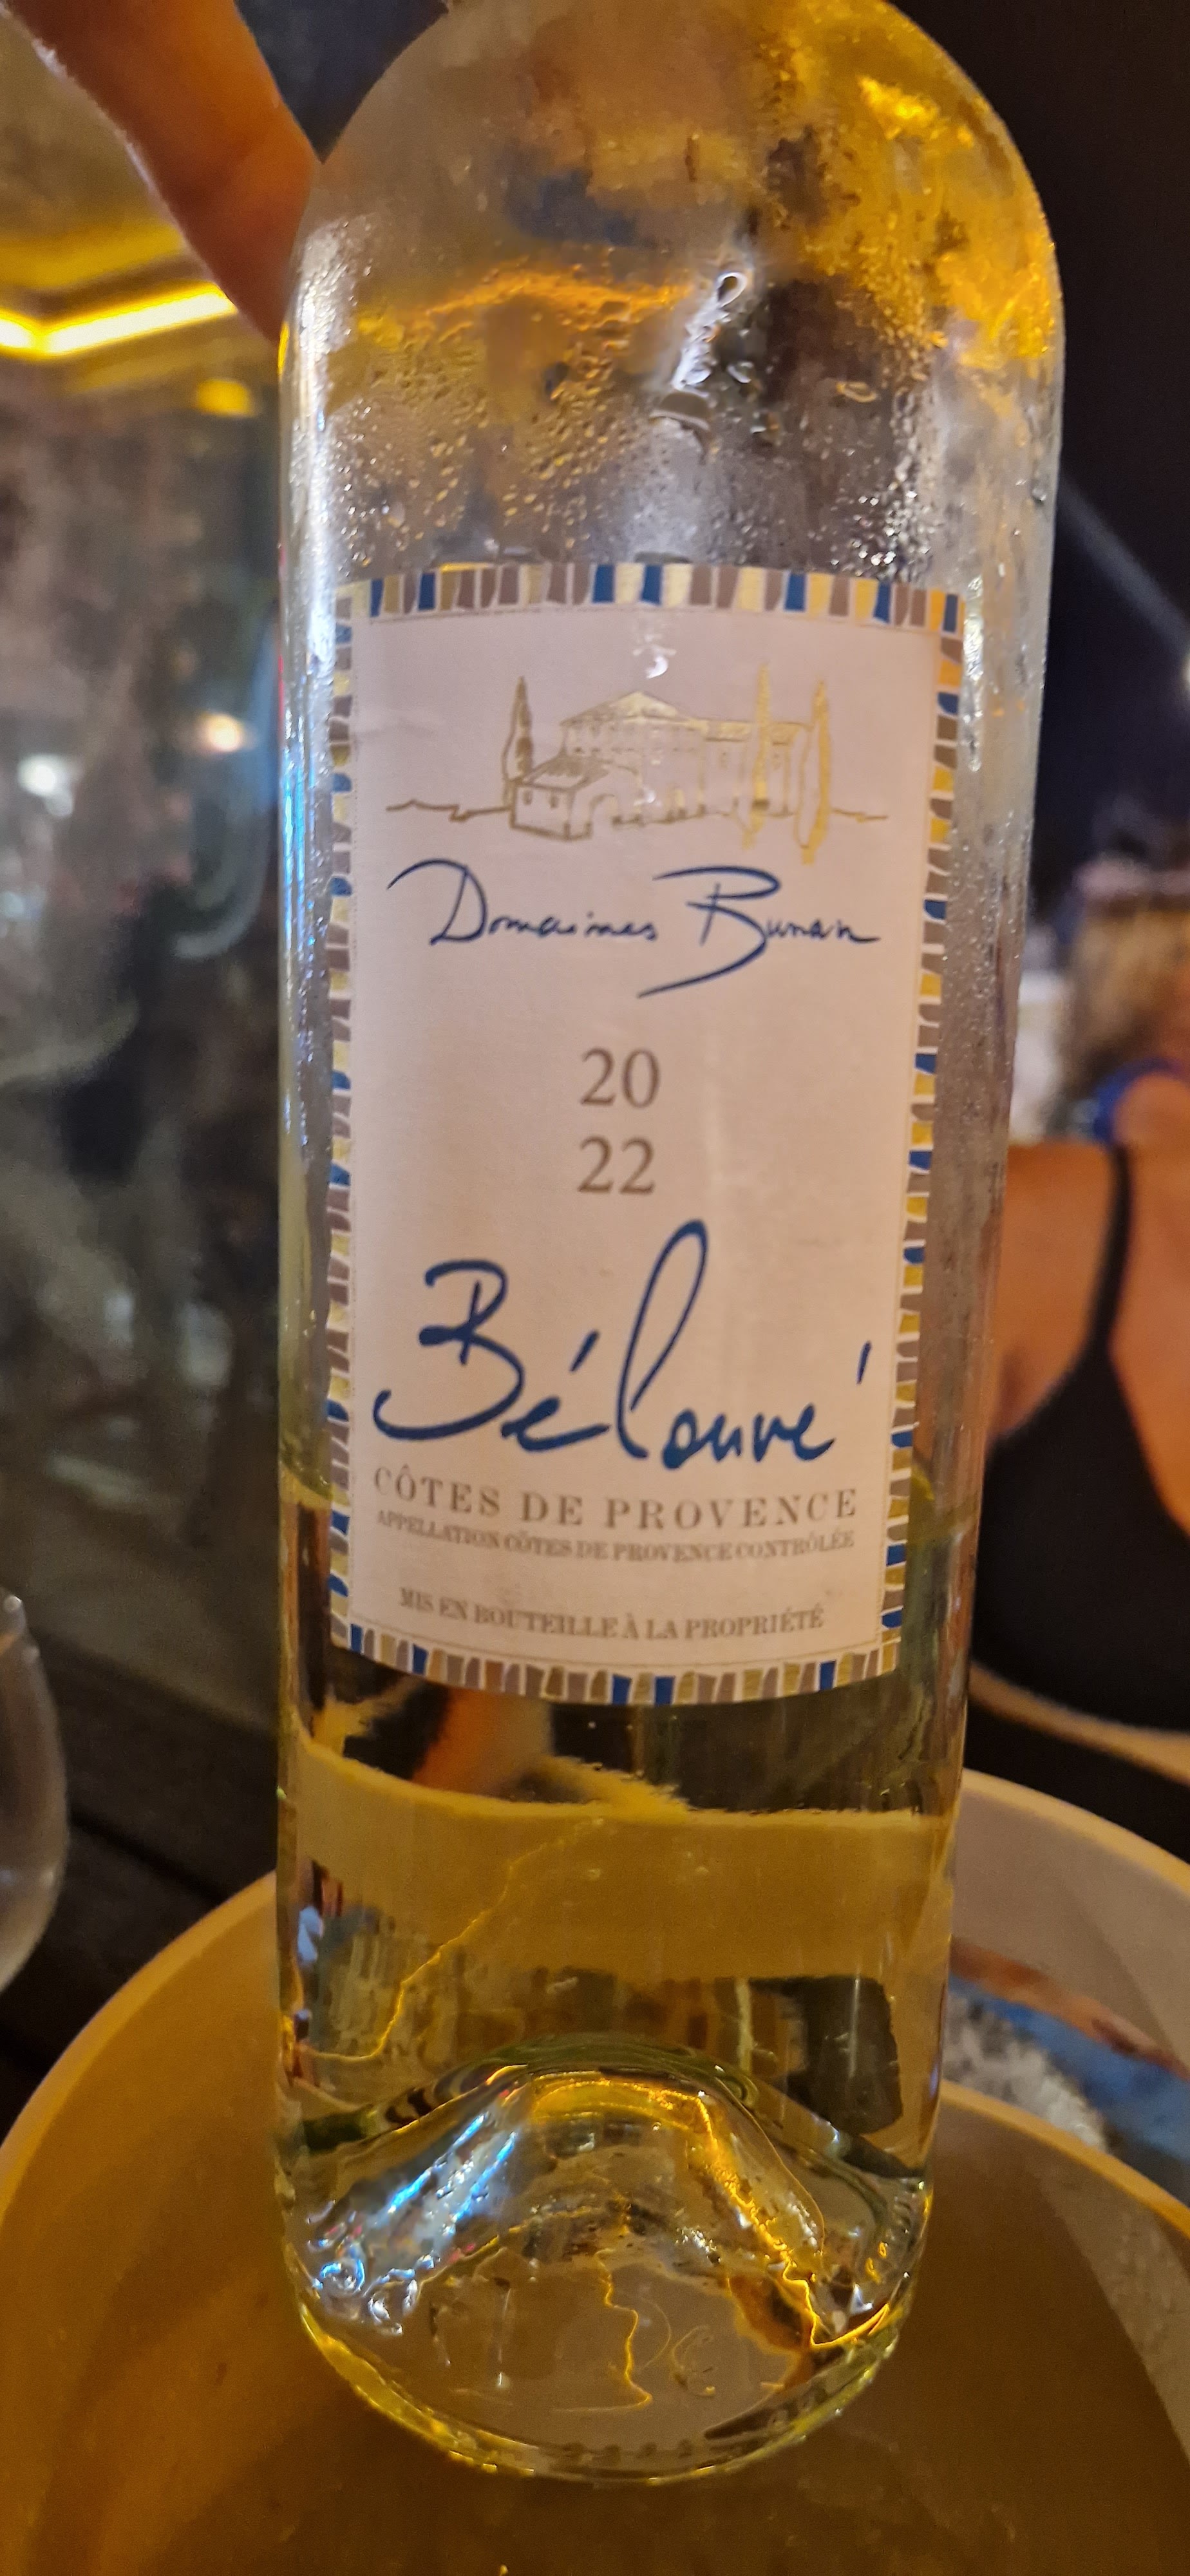 Domaines Bunan
20
22
Bélouvé
CÔTES DE PROVENCE
APPELLATION CÔTES DE PROVENCE CONTRÔLÉE
MIS EN BOUTEILLE À LA PROPRIÉTÉ